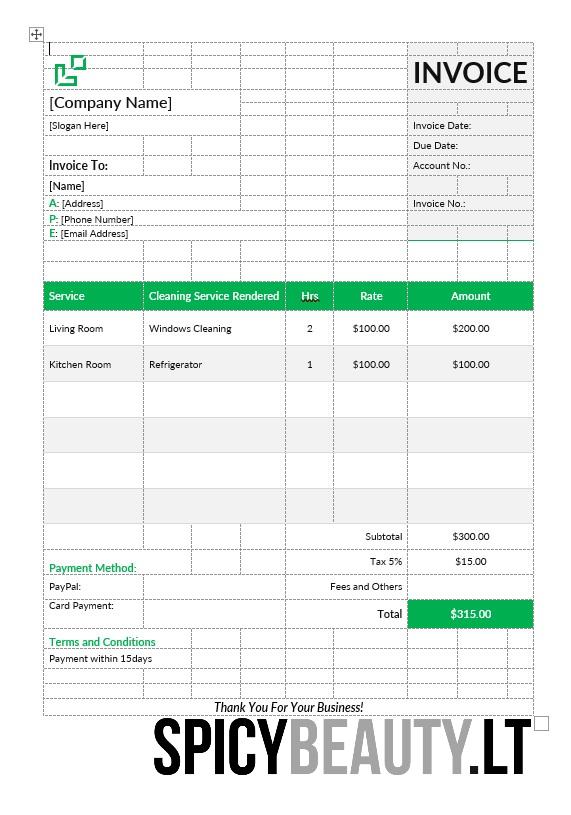 INVOICE
[Company Name]
[Slogan Here]
Invoice Date:
Due Date:
Invoice To:
Account No.:
[Name]
A: [Address]
Invoice No.:
P: [Phone Number]
E: [Email Address]
Service Cleaning Service Rendered Hrs Rate Amount
Living Room Windows Cleaning 2 $100.00 $200.00
Kitchen Room Refrigerator 1 $100.00 $100.00
Subtotal $300.00
Tax 5% $15.00
Payment Method:
PayPal:
Fees and Others
Card Payment:
Total $315.00
Terms and Conditions
Payment within 15days
Thank You For Your Business!
SPICYBEAUTY.LT